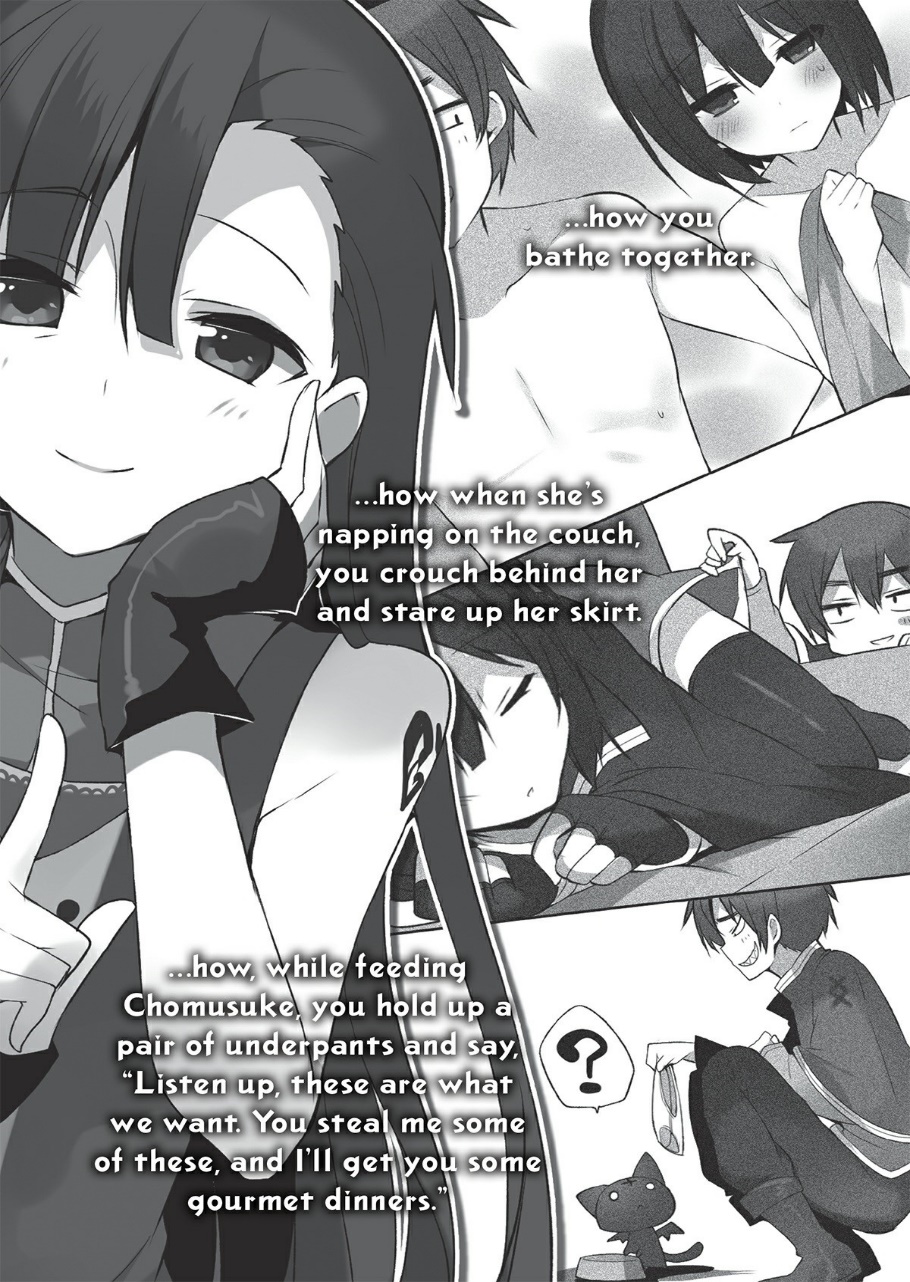 ...how you
bathe together.
...how when she's
napping on the couch,
you crouch behind her
and stare up her skirt.
...how, while feeding
Chomusuke, you hold up a
pair of underpants and say,
“Listen up, these are what
we want. You steal me some
of these, and I'll get you some
gourmet dinners.”
?